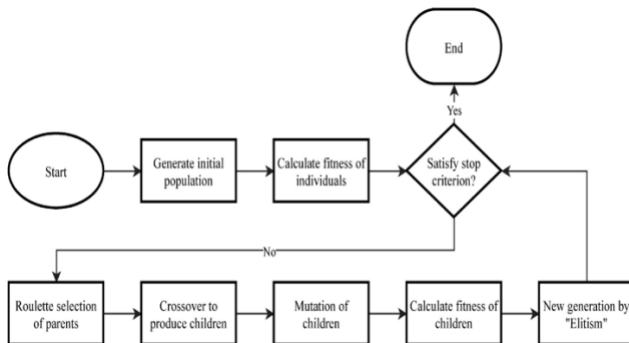 End
Yes
Start
Generate initial
population
Calculate fitness of
individuals
Satisfy stop
criterion?
No
Roulette selection
of parents
Crossover to
produce children
Mutation of
children
Calculate fitness of
children
New generation by
"Elitism"